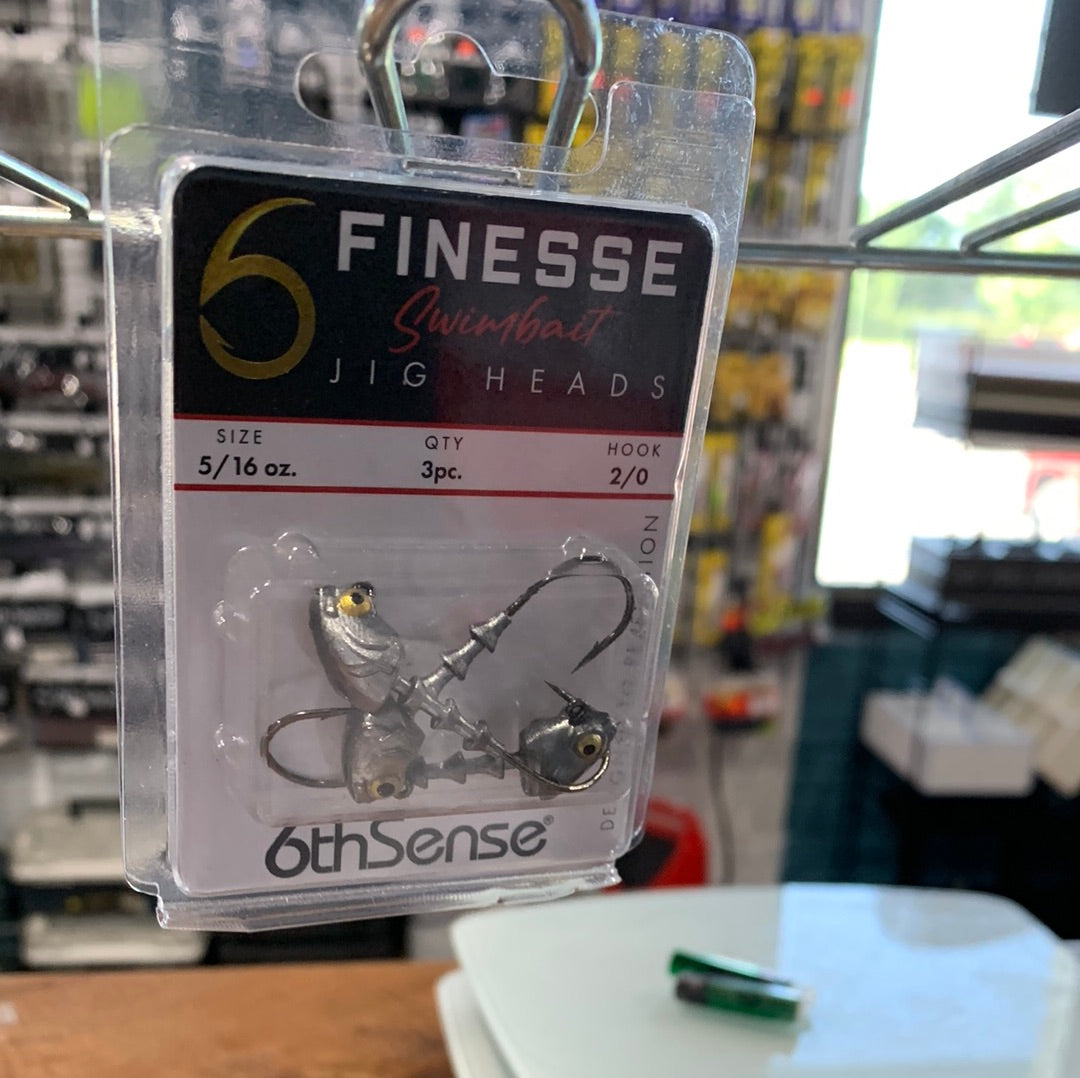 6 FINESSE
Swimbait
JIG HEADS
SIZE QTY HOOK
5/16 oz. 3pc. 2/0
6thSense®